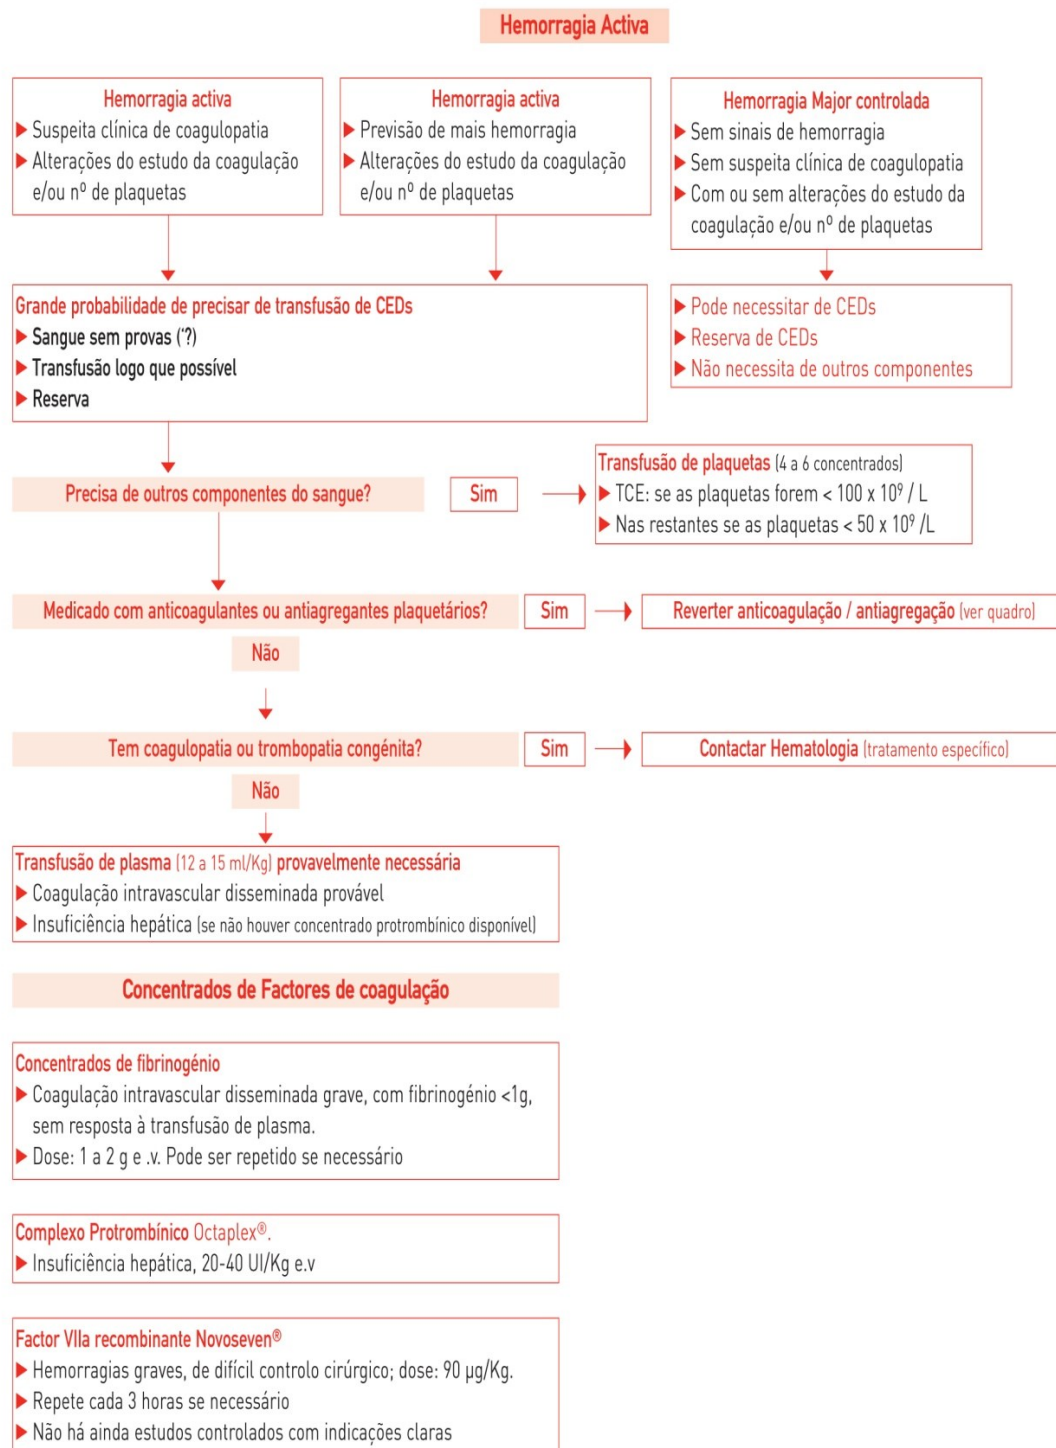 Hemorragia Activa
Hemorragia activa
▶ Suspeita clínica de coagulopatia
▶ Alterações do estudo da coagulação
e/ou nº de plaquetas
Hemorragia activa
▶ Previsão de mais hemorragia
▶ Alterações do estudo da coagulação
e/ou nº de plaquetas
Hemorragia Major controlada
▶ Sem sinais de hemorragia
▶ Sem suspeita clínica de coagulopatia
▶ Com ou sem alterações do estudo da
coagulação e/ou nº de plaquetas
Grande probabilidade de precisar de transfusão de CEDs
▶ Sangue sem provas (‘?)
▶ Transfusão logo que possível
▶ Reserva
▶ Pode necessitar de CEDs
▶ Reserva de CEDs
▶ Não necessita de outros componentes
Precisa de outros componentes do sangue?
Sim
Transfusão de plaquetas (4 a 6 concentrados)
▶ TCE: se as plaquetas forem < 100 x 10⁹ / L
▶ Nas restantes se as plaquetas < 50 x 10⁹ /L
Medicado com anticoagulantes ou antiagregantes plaquetários?
Sim
Reverter anticoagulação / antiagregação (ver quadro)
Não
Tem coagulopatia ou trombopatia congénita?
Sim
Contactar Hematologia (tratamento específico)
Não
Transfusão de plasma (12 a 15 ml/Kg) provavelmente necessária
▶ Coagulação intravascular disseminada provável
▶ Insuficiência hepática (se não houver concentrado protrombínico disponível)
Concentrados de Factores de coagulação
Concentrados de fibrinogénio
▶ Coagulação intravascular disseminada grave, com fibrinogénio <1g,
sem resposta à transfusão de plasma.
▶ Dose: 1 a 2 g e .v. Pode ser repetido se necessário
Complexo Protrombínico Octaplex®.
▶ Insuficiência hepática, 20-40 UI/Kg e.v
Factor VIIa recombinante Novoseven®
▶ Hemorragias graves, de difícil controlo cirúrgico; dose: 90 µg/Kg.
▶ Repete cada 3 horas se necessário
▶ Não há ainda estudos controlados com indicações claras